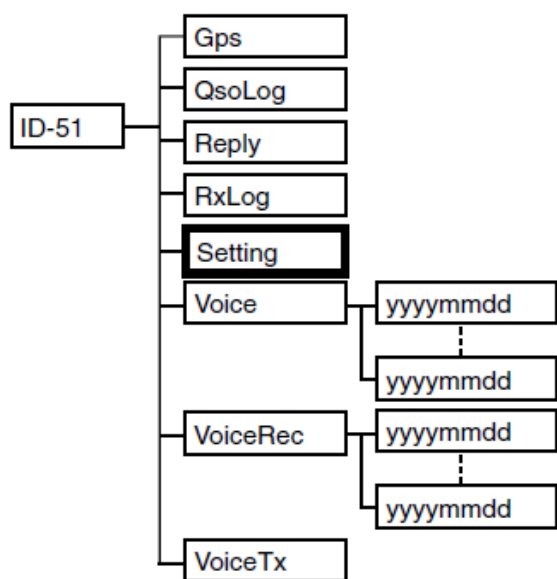 Gps
QsoLog
ID-51
Reply
RxLog
Setting
Voice
yyyymmdd
yyyymmdd
VoiceRec
yyyymmdd
yyyymmdd
VoiceTx